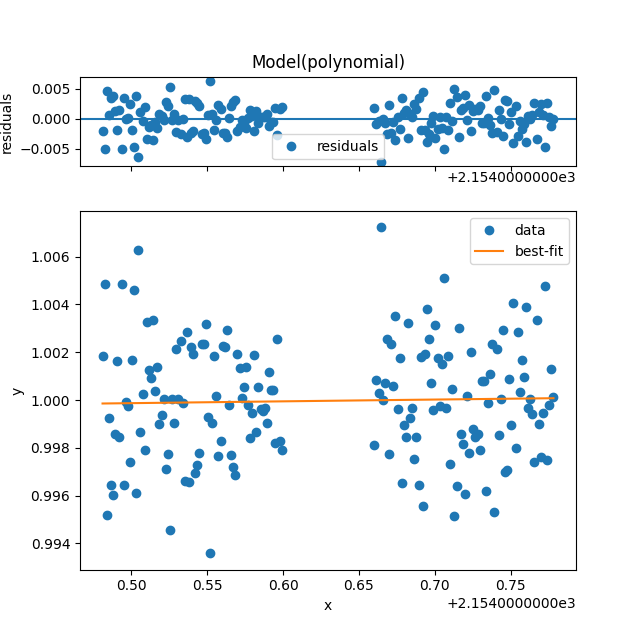 Model(polynomial)
residuals
0.005
0.000
−0.005
residuals
+2.1540000000e3
y
1.006
1.004
1.002
1.000
0.998
0.996
0.994
data
best-fit
0.50 0.55 0.60 0.65 0.70 0.75
x
+2.1540000000e3